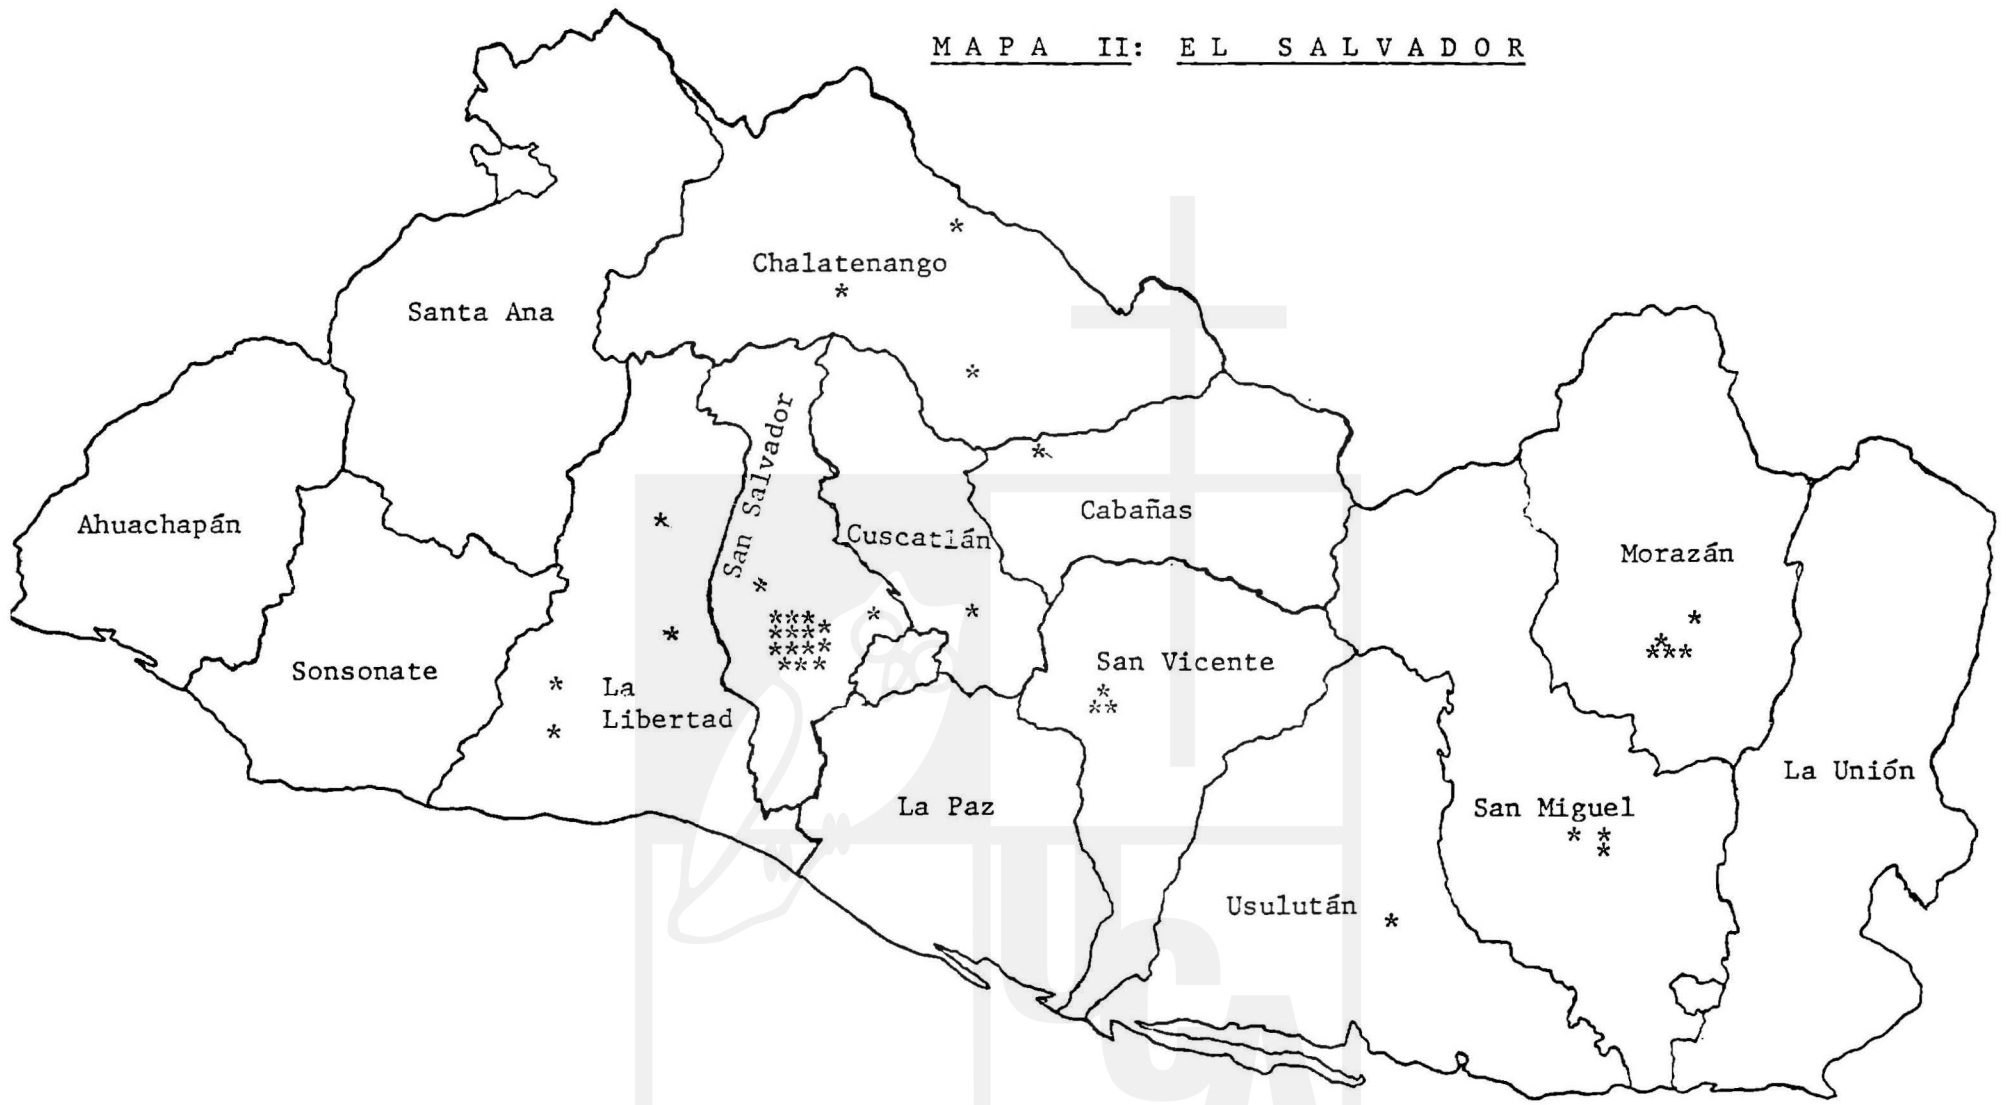 MAPA II: EL SALVADOR
Chalatenango
Santa Ana
San Salvador
Ahuachapán
Cuscatlán
Cabañas
Morazán
Sonsonate
La
Libertad
San Vicente
La Paz
La Unión
San Miguel
Usulután
UCA